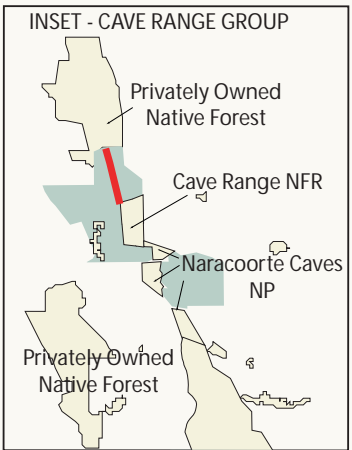 INSET - CAVE RANGE GROUP
Privately Owned
Native Forest
Cave Range NFR
Naracoorte Caves
NP
Privately Owned
Native Forest